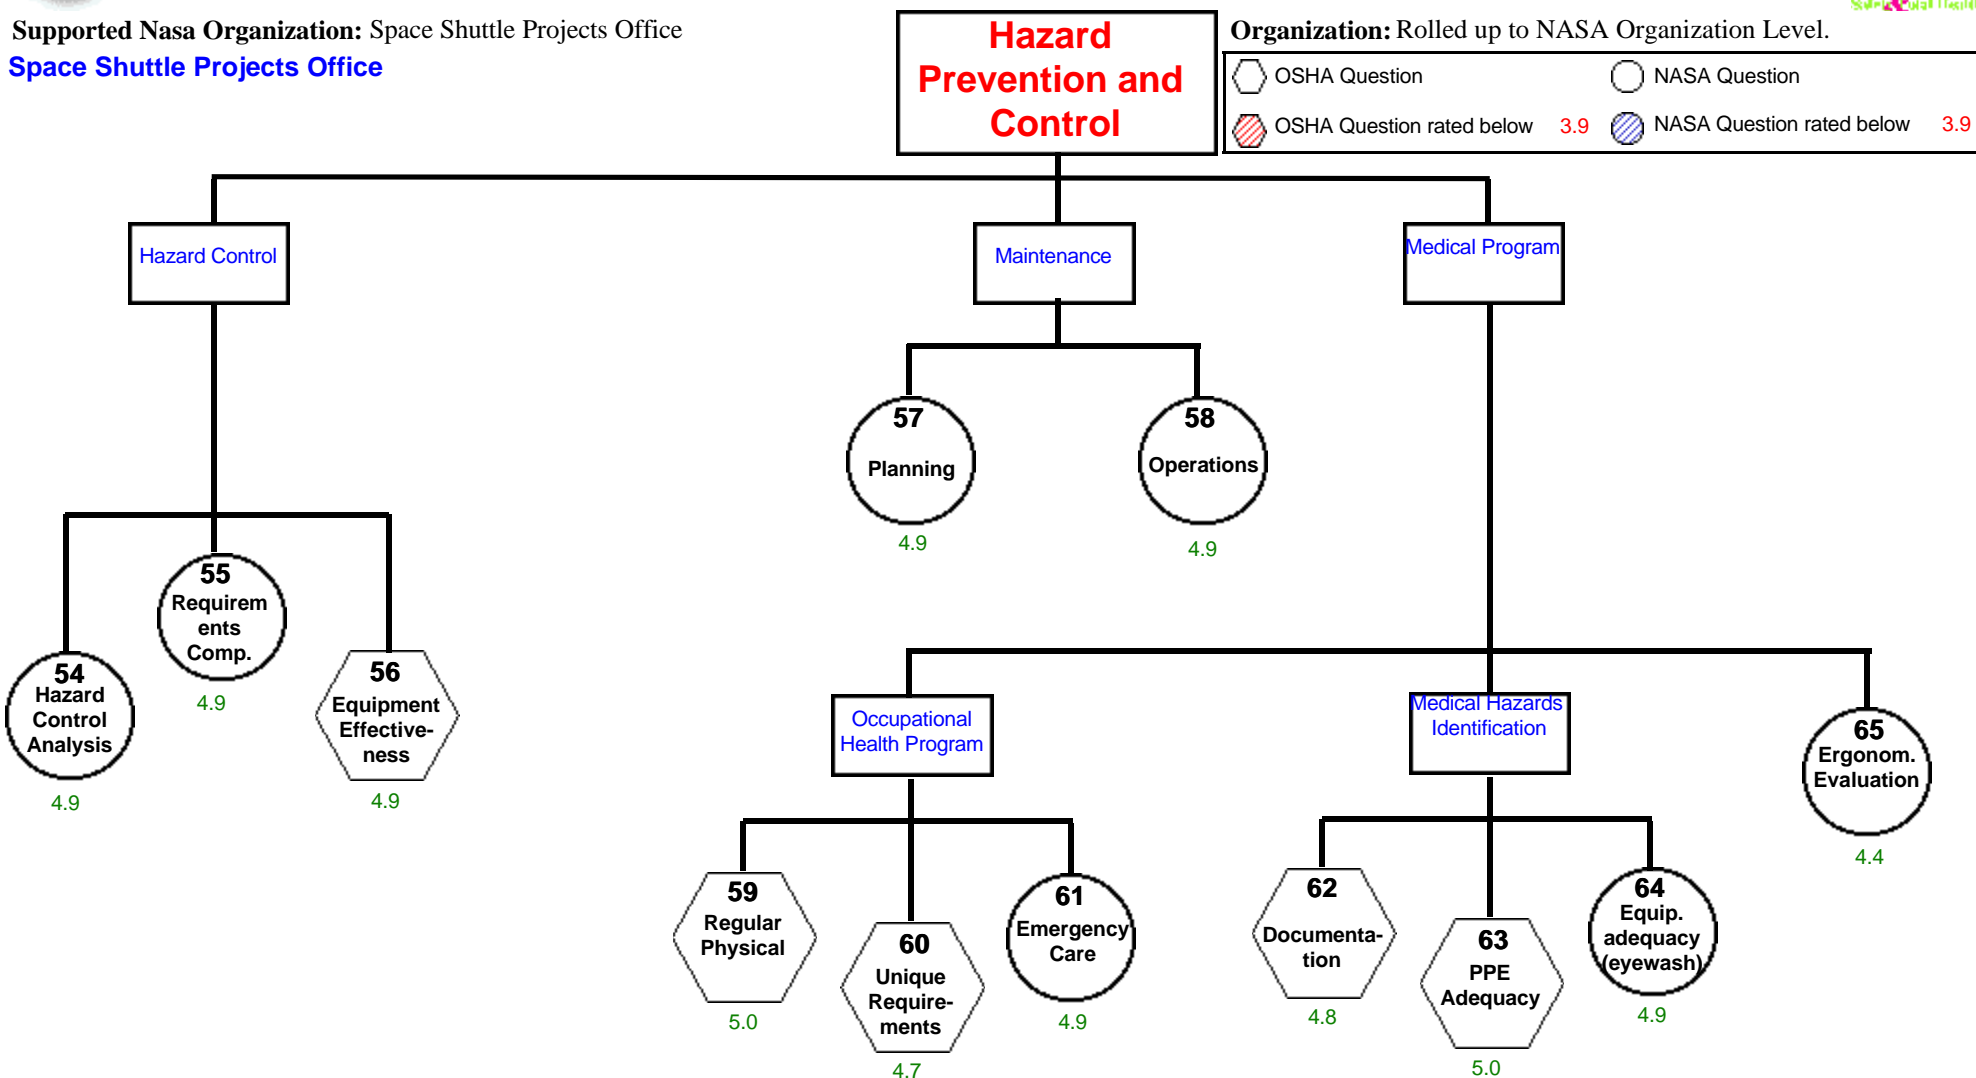 Supported Nasa Organization: Space Shuttle Projects Office
Space Shuttle Projects Office
Hazard
Prevention and
Control
Organization: Rolled up to NASA Organization Level.
OSHA Question
NASA Question
OSHA Question rated below 3.9
NASA Question rated below 3.9
Hazard Control
Maintenance
Medical Program
57
Planning
4.9
58
Operations
4.9
54
Hazard
Control
Analysis
4.9
55
Requirem
ents
Comp.
4.9
56
Equipment
Effective-
ness
4.9
Occupational
Health Program
Medical Hazards
Identification
65
Ergonom.
Evaluation
4.4
59
Regular
Physical
5.0
60
Unique
Require-
ments
4.7
61
Emergency
Care
4.9
62
Documenta-
tion
4.8
63
PPE
Adequacy
5.0
64
Equip.
adequacy
(eyewash)
4.9